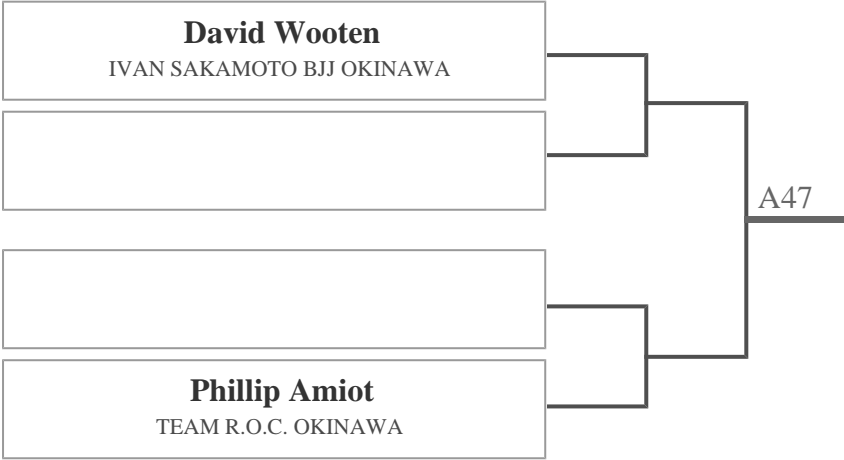 David Wooten
IVAN SAKAMOTO BJJ OKINAWA
A47
Phillip Amiot
TEAM R.O.C. OKINAWA